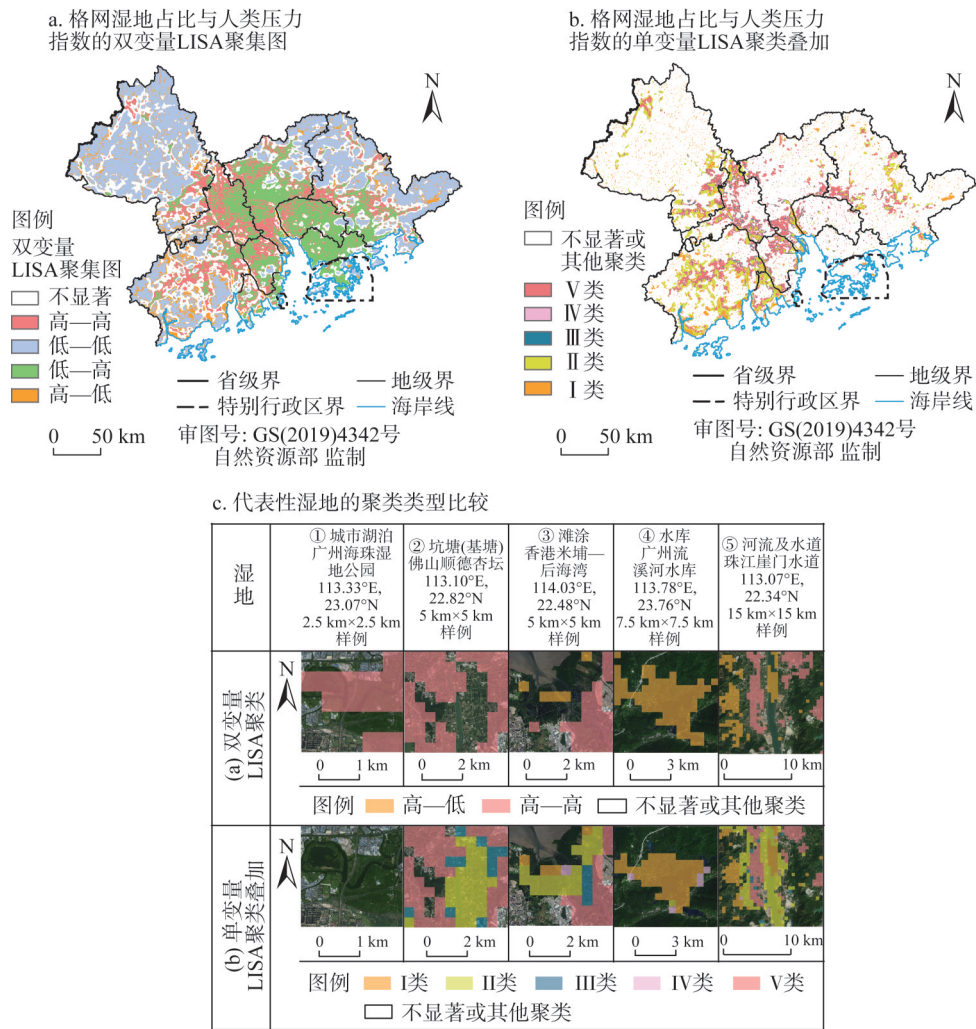 a. 格网湿地占比与人类压力
指数的双变量LISA聚集图
N
图例
双变量
LISA聚集图
不显著
高—高
低—低
低—高
高—低
省级界
地级界
特别行政区界
海岸线
0 50 km
审图号: GS(2019)4342号
自然资源部 监制
b. 格网湿地占比与人类压力
指数的单变量LISA聚类叠加
N
图例
不显著或
其他聚类
Ⅴ类
Ⅳ类
Ⅲ类
Ⅱ类
Ⅰ类
省级界
地级界
特别行政区界
海岸线
0 50 km
审图号: GS(2019)4342号
自然资源部 监制
c. 代表性湿地的聚类类型比较
湿
地
① 城市湖泊
广州海珠湿
地公园
113.33°E,
23.07°N
2.5 km×2.5 km
样例
② 坑塘(基塘)
佛山顺德杏坛
113.10°E,
22.82°N
5 km×5 km
样例
③ 滩涂
香港米埔—
后海湾
114.03°E,
22.48°N
5 km×5 km
样例
④ 水库
广州流
溪河水库
113.78°E,
23.76°N
7.5 km×7.5 km
样例
⑤ 河流及水道
珠江崖门水道
113.07°E,
22.34°N
15 km×15 km
样例
(a) 双变量
LISA聚类
N
0 1 km
0 2 km
0 2 km
0 3 km
0 10 km
图例 高—低 高—高 不显著或其他聚类
(b) 单变量
LISA聚类叠加
N
0 1 km
0 2 km
0 2 km
0 3 km
0 10 km
图例 Ⅰ类 Ⅱ类 Ⅲ类 Ⅳ类 Ⅴ类
不显著或其他聚类